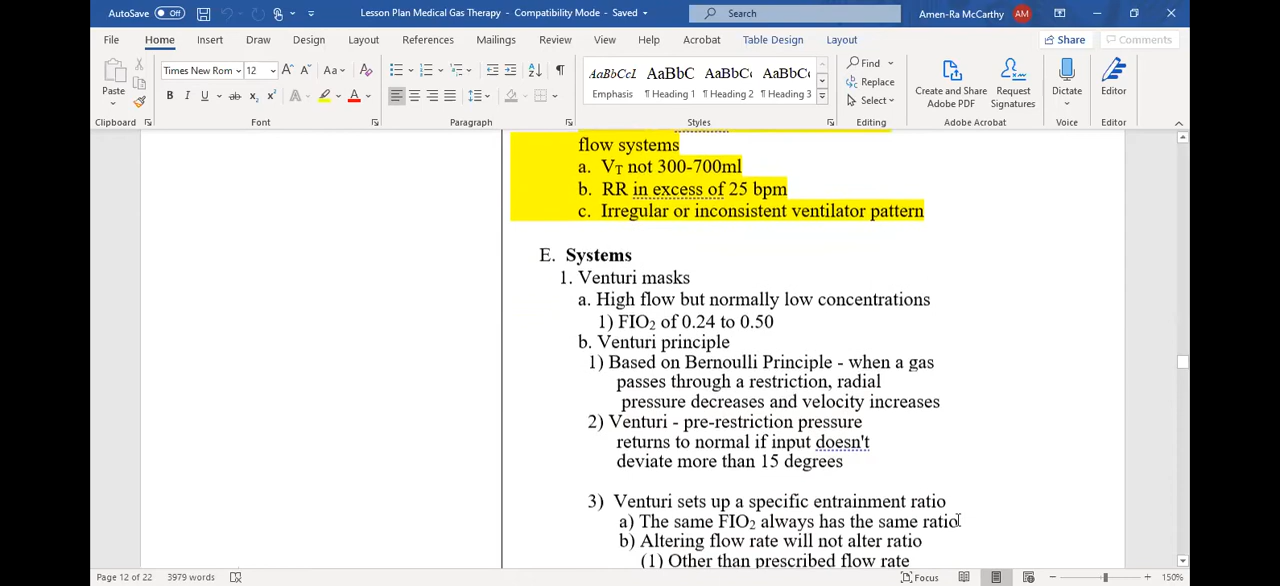 AutoSave Off Lesson Plan Medical Gas Therapy - Compatibility Mode - Saved Search Amen-Ra McCarthy AM
File Home Insert Draw Design Layout References Mailings Review View Help Acrobat Table Design Layout Share Comments
Times New Rom 12 Aa AaBbCcI AaBbC AaBbCc AaBbCc Find
Paste Emphasis ¶ Heading 1 ¶ Heading 2 ¶ Heading 3 Replace Create and Share Request Dictate Editor
B I U ab x₂ x² A A Select Adobe PDF Signatures
Clipboard Font Paragraph Styles Editing Adobe Acrobat Voice Editor
flow systems
a. VT not 300-700ml
b. RR in excess of 25 bpm
c. Irregular or inconsistent ventilator pattern
E. Systems
1. Venturi masks
a. High flow but normally low concentrations
1) FIO₂ of 0.24 to 0.50
b. Venturi principle
1) Based on Bernoulli Principle - when a gas
passes through a restriction, radial
pressure decreases and velocity increases
2) Venturi - pre-restriction pressure
returns to normal if input doesn't
deviate more than 15 degrees
3) Venturi sets up a specific entrainment ratio
a) The same FIO₂ always has the same ratio
b) Altering flow rate will not alter ratio
(1) Other than prescribed flow rate
Page 12 of 22 3979 words Focus 150%